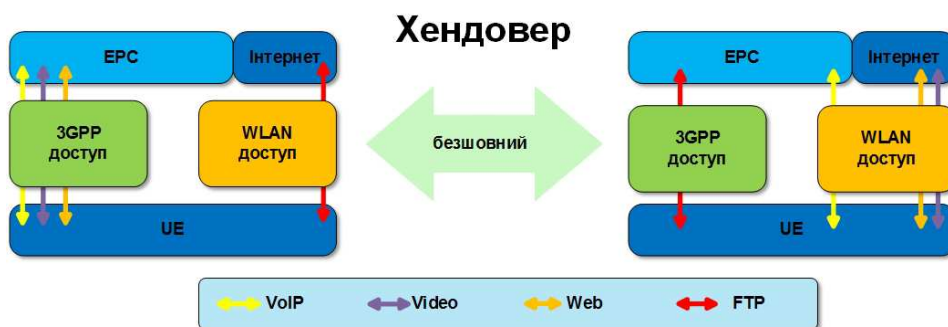 Хендовер
EPC
Інтернет
3GPP
доступ
WLAN
доступ
UE
безшовний
EPC
Інтернет
3GPP
доступ
WLAN
доступ
UE
VoIP
Video
Web
FTP